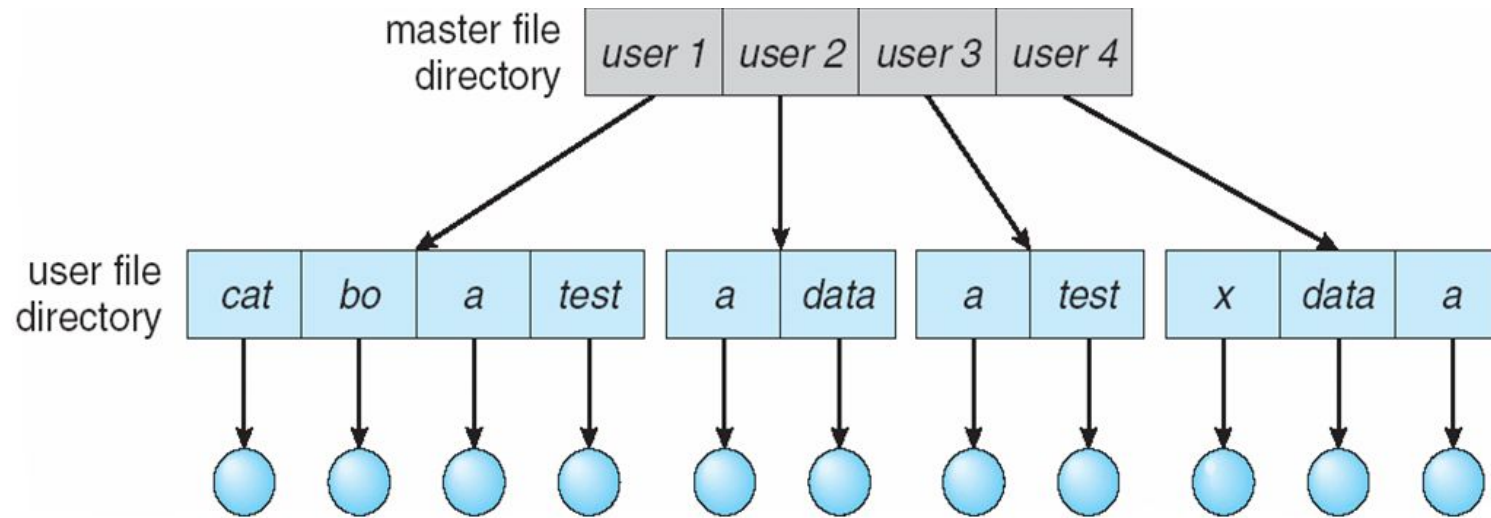 master file
directory
user 1 user 2 user 3 user 4
user file
directory
cat bo a test a data a test x data a